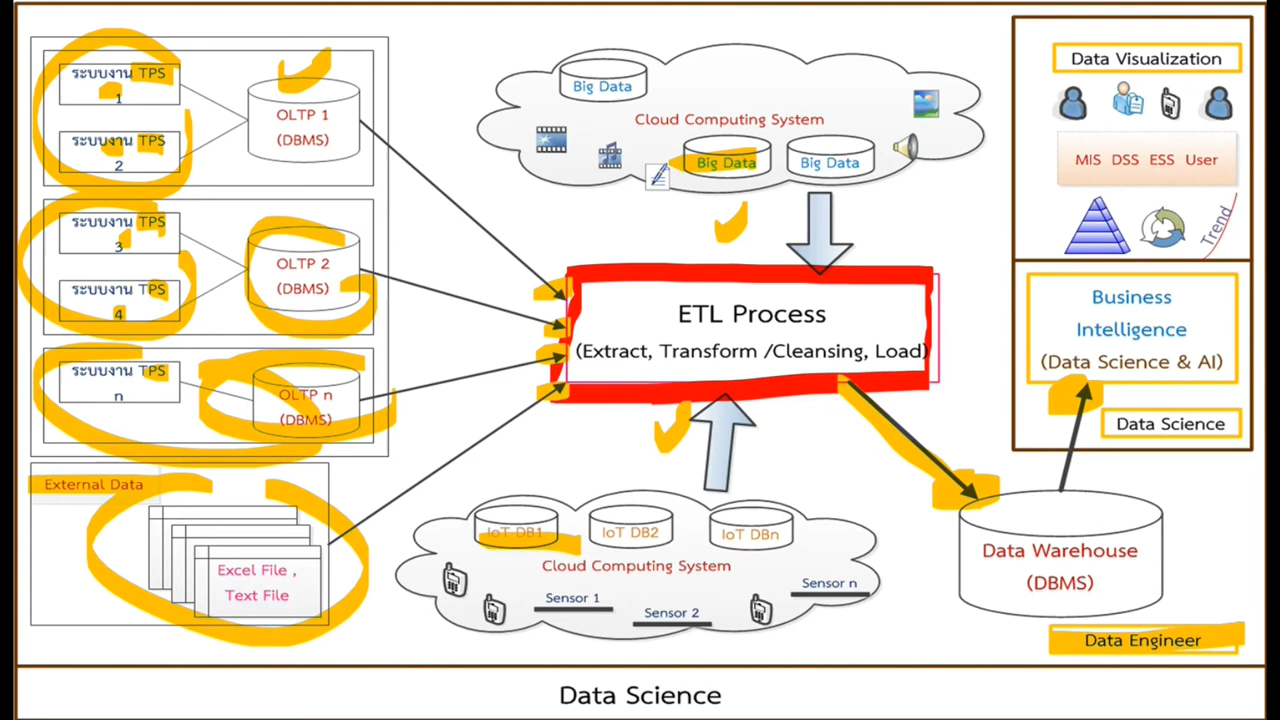 ระบบงาน TPS
1
ระบบงาน TPS
2
OLTP 1
(DBMS)
ระบบงาน TPS
3
ระบบงาน TPS
4
OLTP 2
(DBMS)
ระบบงาน TPS
n
OLTP n
(DBMS)
External Data
Excel File ,
Text File
Big Data
Cloud Computing System
Big Data
Big Data
ETL Process
(Extract, Transform /Cleansing, Load)
IoT DB1
IoT DB2
IoT DBn
Cloud Computing System
Sensor 1
Sensor 2
Sensor n
Data Visualization
MIS DSS ESS User
Trend
Business
Intelligence
(Data Science & AI)
Data Science
Data Warehouse
(DBMS)
Data Engineer
Data Science